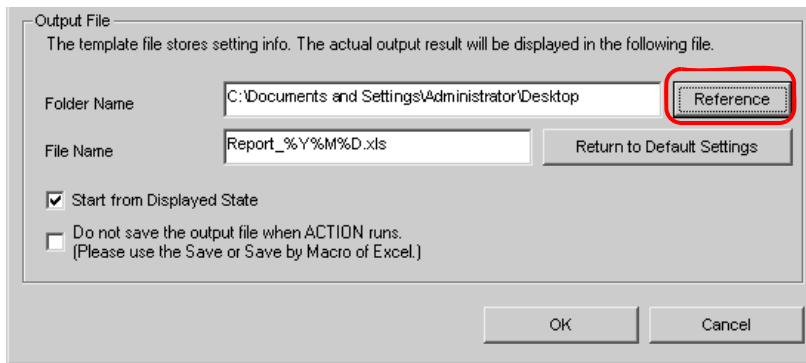 Output File
The template file stores setting info. The actual output result will be displayed in the following file.
Folder Name
C:\Documents and Settings\Administrator\Desktop
Reference
File Name
Report_%Y%M%D.xls
Return to Default Settings
Start from Displayed State
Do not save the output file when ACTION runs.
(Please use the Save or Save by Macro of Excel.)
OK
Cancel